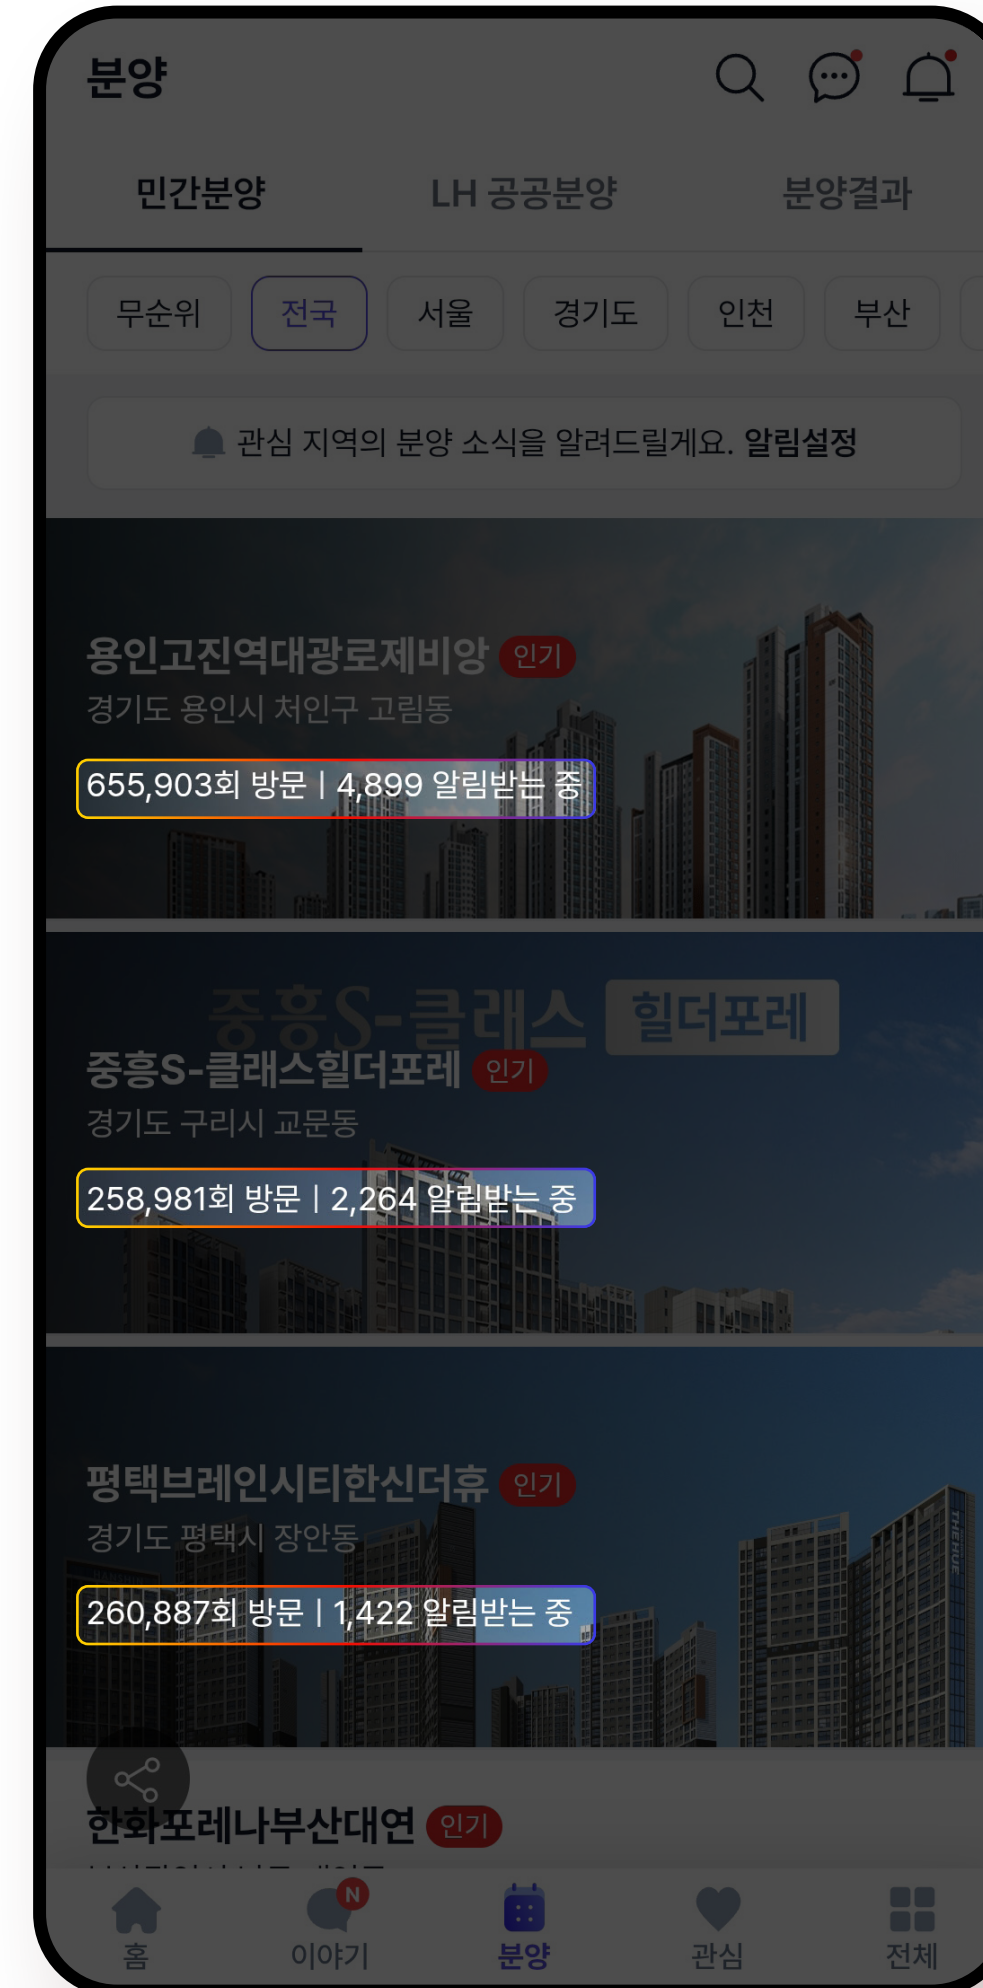 분양
민간분양 LH 공공분양 분양결과
무순위 전국 서울 경기도 인천 부산
관심 지역의 분양 소식을 알려드릴게요. 알림설정
용인고진역대광로제비앙 인기
경기도 용인시 처인구 고림동
655,903회 방문 | 4,899 알림받는 중
중흥S-클래스 힐더포레
중흥S-클래스힐더포레 인기
경기도 구리시 교문동
258,981회 방문 | 2,264 알림받는 중
평택브레인시티한신더휴 인기
경기도 평택시 장안동
THE HUE
260,887회 방문 | 1,422 알림받는 중
한화포레나부산대연 인기
N
홈 이야기 분양 관심 전체